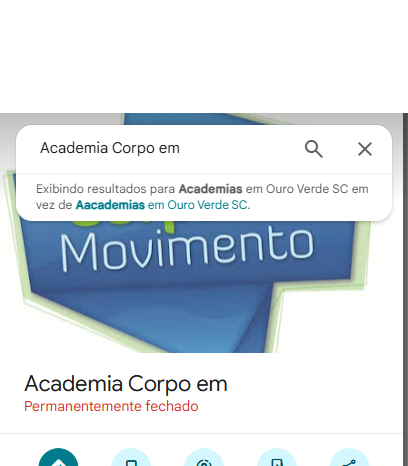 Academia Corpo em
Exibindo resultados para Academias em Ouro Verde SC em
vez de Aacademias em Ouro Verde SC.
Movimento
Academia Corpo em
Permanentemente fechado